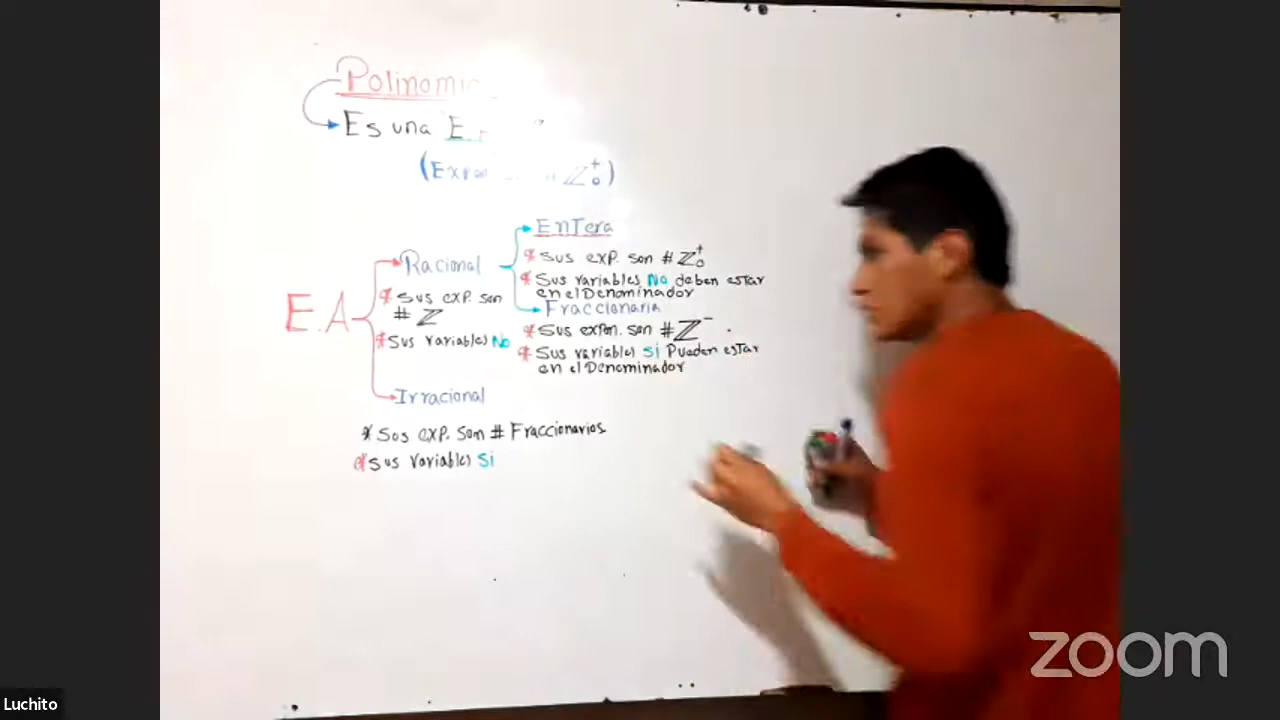 Polinomi
Es una E.
(Expo Z₀⁺)
E.A
Racional
* Sus exp. son
# Z
* Sus variables No
Entera
* Sus exp. son # Z₀⁺
* Sus variables No deben estar
en el Denominador
Fraccionaria
* Sus expon. son # Z⁻.
* Sus variables Si Pueden estar
en el Denominador
Irracional
* Sus exp. son # Fraccionarios
* Sus variables Si
zoom
Luchito